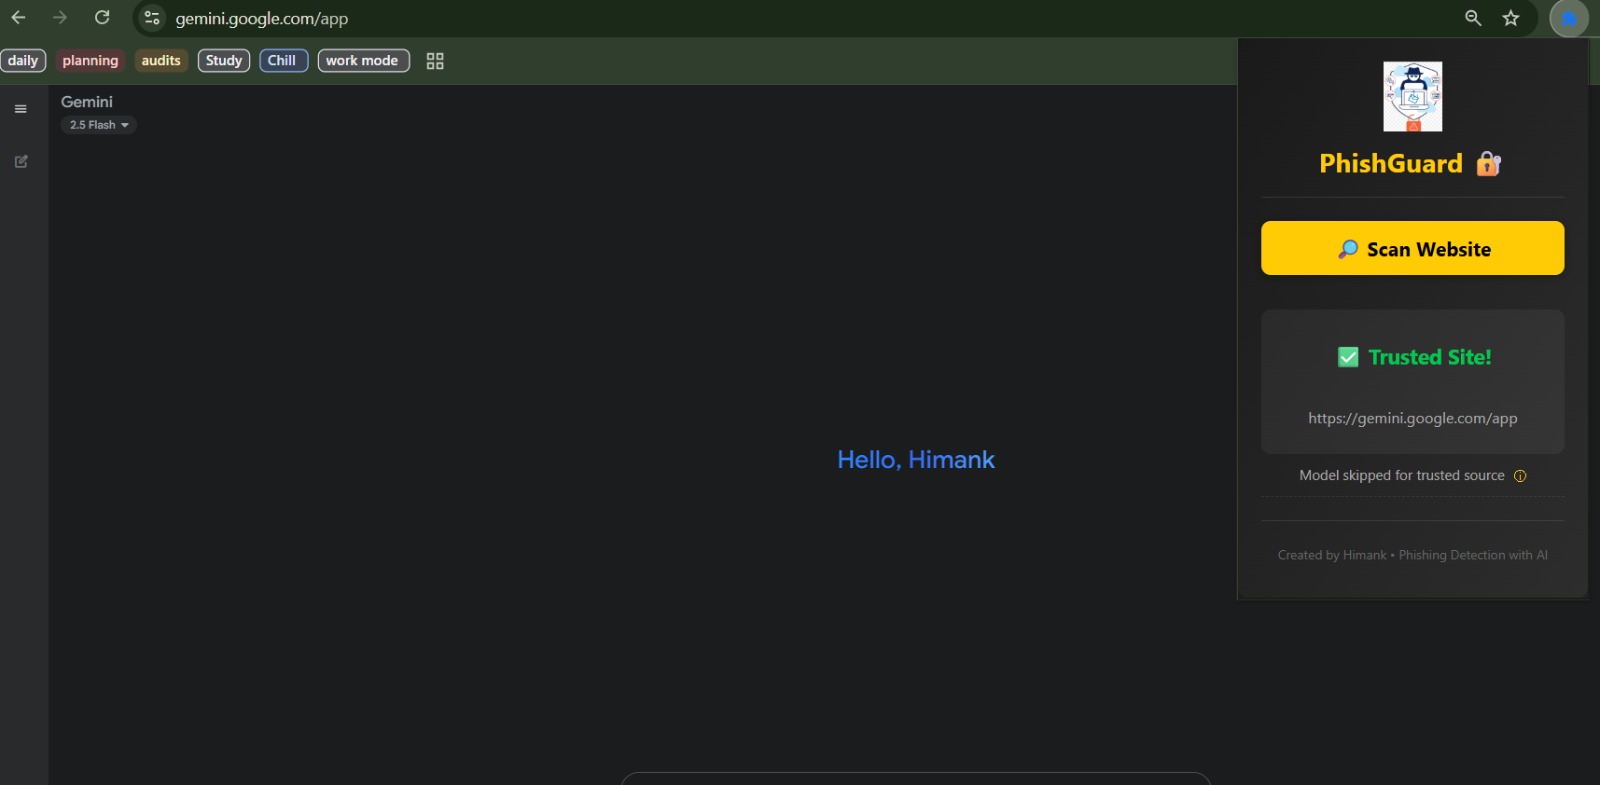 gemini.google.com/app
daily planning audits Study Chill work mode
Gemini
2.5 Flash
Hello, Himank
PhishGuard
Scan Website
Trusted Site!
https://gemini.google.com/app
Model skipped for trusted source
Created by Himank • Phishing Detection with AI